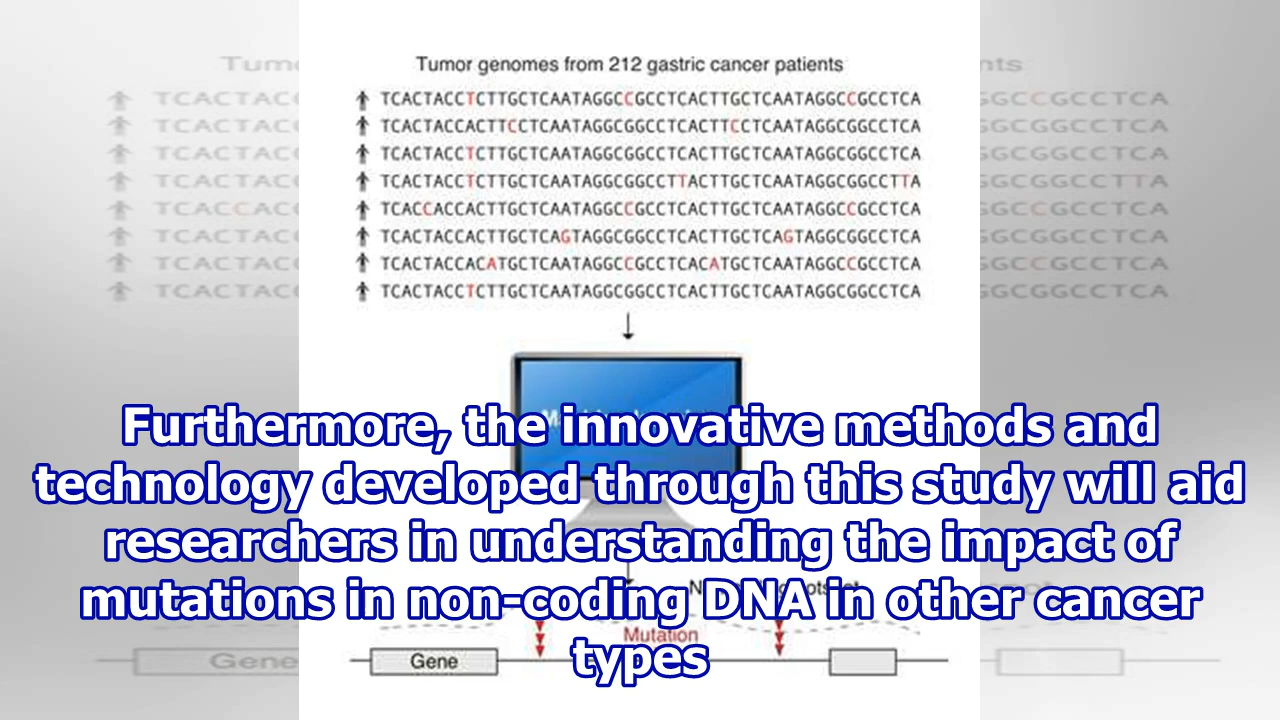 Tumor genomes from 212 gastric cancer patients
TCACTACCTCTTGCTCAATAGGCCGCCTCACTTGCTCAATAGGCCGCCTCA
TCACTACCACTTCCTCAATAGGCGGCCTCACTTCCTCAATAGGCGGCCTCA
TCACTACCTCTTGCTCAATAGGCGGCCTCACTTGCTCAATAGGCGGCCTCA
TCACTACCTCTTGCTCAATAGGCGGCCTTACTTGCTCAATAGGCGGCCTTA
TCACCACCACTTGCTCAATAGGCCGCCTCACTTGCTCAATAGGCCGCCTCA
TCACTACCACTTGCTCAGTAGGCGGCCTCACTTGCTCAGTAGGCGGCCTCA
TCACTACCACATGCTCAATAGGCCGCCTCACATGCTCAATAGGCCGCCTCA
TCACTACCTCTTGCTCAATAGGCGGCCTCACTTGCTCAATAGGCGGCCTCA
Furthermore, the innovative methods and
technology developed through this study will aid
researchers in understanding the impact of
mutations in non-coding DNA in other cancer
types
Mutation
Gene